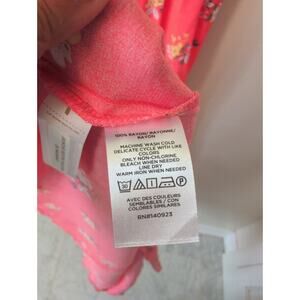 100% RAYON/RAYONNE/
RAYON
MACHINE WASH COLD
DELICATE CYCLE WITH LIKE
COLORS
ONLY NON-CHLORINE
BLEACH WHEN NEEDED
LINE DRY
WARM IRON WHEN NEEDED
30
AVEC DES COULEURS
SEMBLABLES / CON
COLORES SIMILARES
RN#140923